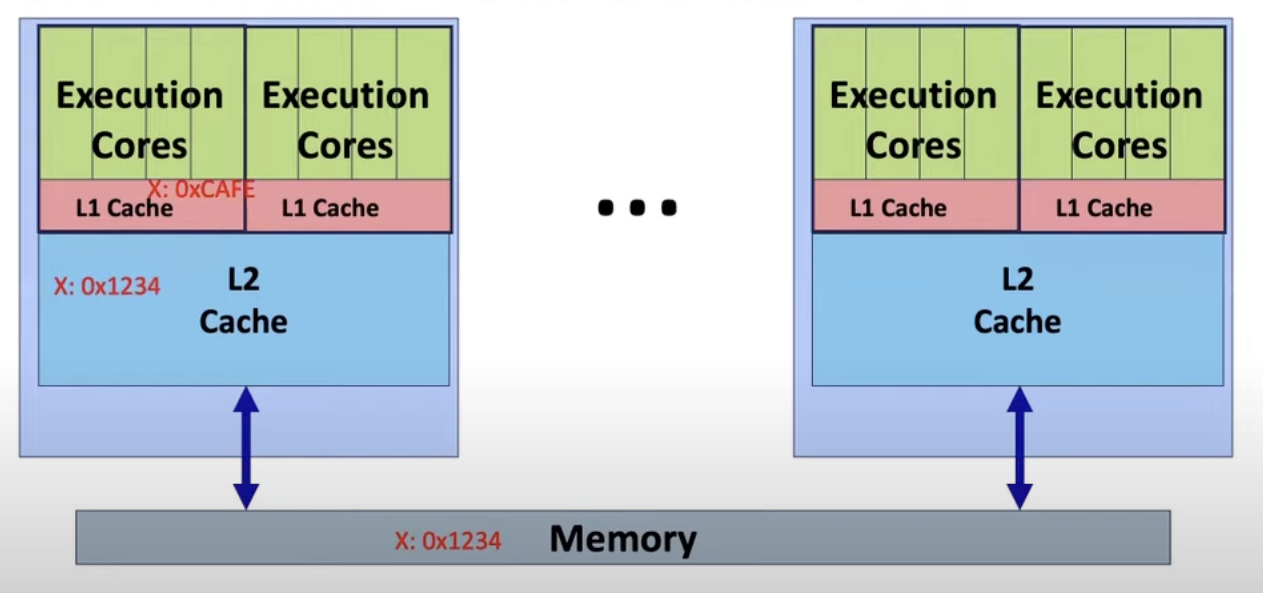 Execution
Cores
Execution
Cores
X: 0xCAFE
L1 Cache
L1 Cache
X: 0x1234
L2
Cache
...
Execution
Cores
Execution
Cores
L1 Cache
L1 Cache
L2
Cache
X: 0x1234
Memory